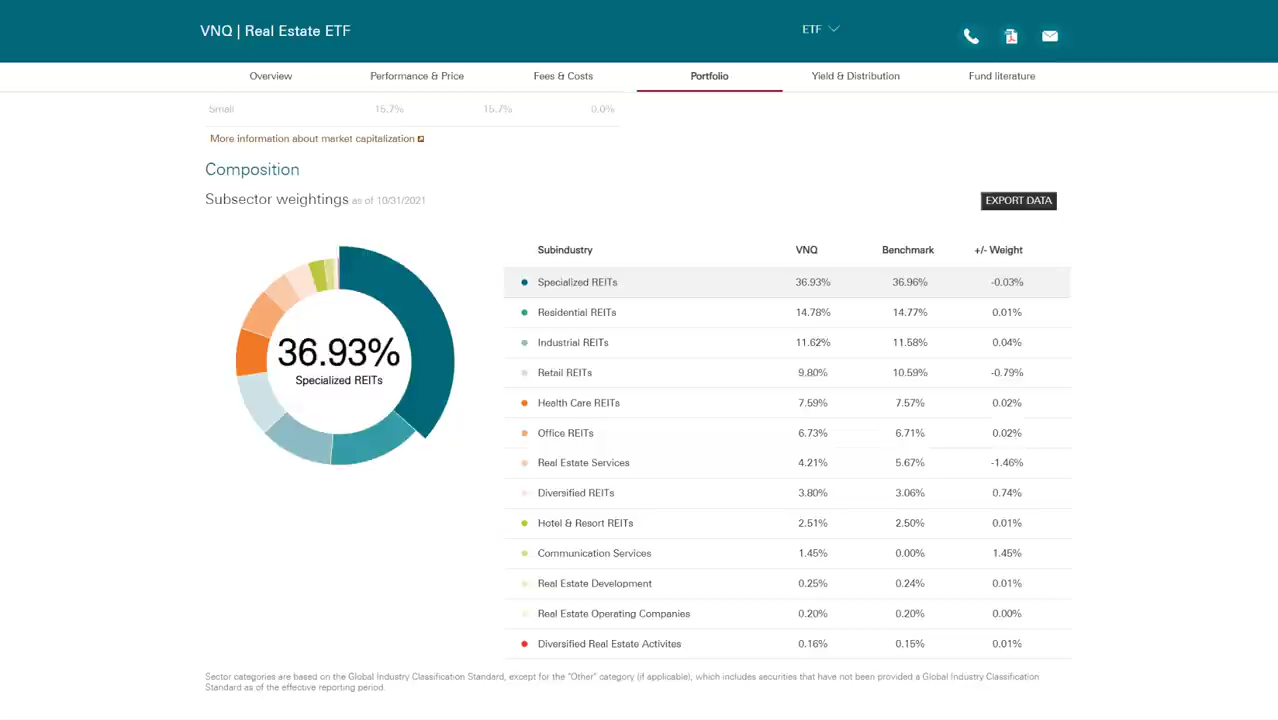 VNQ | Real Estate ETF
ETF
Overview Performance & Price Fees & Costs Portfolio Yield & Distribution Fund literature
Small 15.7% 15.7% 0.0%
More information about market capitalization
Composition
Subsector weightings as of 10/31/2021
EXPORT DATA
Subindustry VNQ Benchmark +/- Weight
Specialized REITs 36.93% 36.96% -0.03%
Residential REITs 14.78% 14.77% 0.01%
Industrial REITs 11.62% 11.58% 0.04%
Retail REITs 9.80% 10.59% -0.79%
Health Care REITs 7.59% 7.57% 0.02%
Office REITs 6.73% 6.71% 0.02%
Real Estate Services 4.21% 5.67% -1.46%
Diversified REITs 3.80% 3.06% 0.74%
Hotel & Resort REITs 2.51% 2.50% 0.01%
Communication Services 1.45% 0.00% 1.45%
Real Estate Development 0.25% 0.24% 0.01%
Real Estate Operating Companies 0.20% 0.20% 0.00%
Diversified Real Estate Activites 0.16% 0.15% 0.01%
36.93%
Specialized REITs
Sector categories are based on the Global Industry Classification Standard, except for the "Other" category (if applicable), which includes securities that have not been provided a Global Industry Classification
Standard as of the effective reporting period.